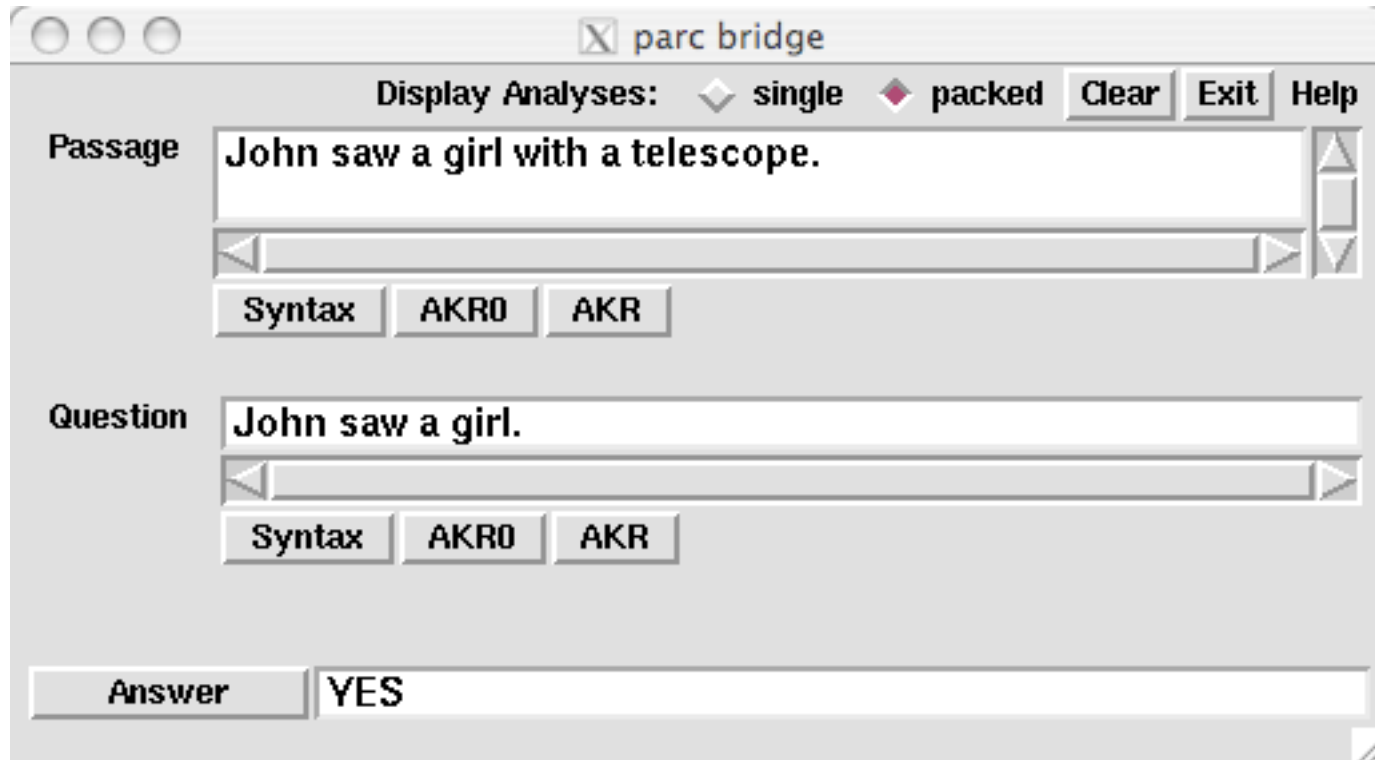 parc bridge
Display Analyses: single packed Clear Exit Help
Passage John saw a girl with a telescope.
Syntax AKR0 AKR
Question John saw a girl.
Syntax AKR0 AKR
Answer YES